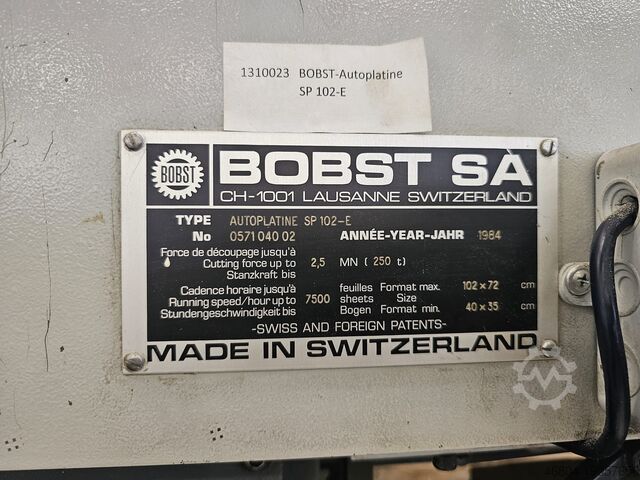 1310023 BOBST-Autoplatine
SP 102-E
BOBST
BOBST SA
CH-1001 LAUSANNE SWITZERLAND
TYPE AUTOPLATINE SP 102-E
No 0571 040 02 ANNÉE-YEAR-JAHR 1984
Force de découpage jusqu'à
Cutting force up to 2,5 MN ( 250 t)
Stanzkraft bis
Cadence horaire jusqu'à feuilles Format max. 102 x 72 cm
Running speed/hour up to 7500 sheets Size
Stundengeschwindigkeit bis Bogen Format min. 40 x 35 cm
-SWISS AND FOREIGN PATENTS-
MADE IN SWITZERLAND